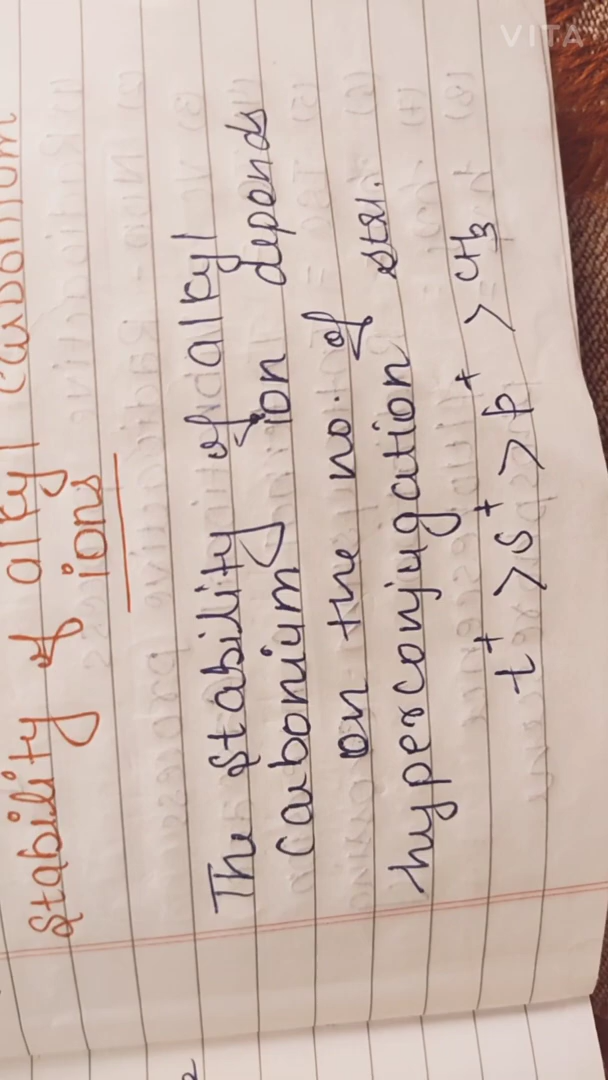 Stability of alkyl carbonium
ions
The stability of alkyl
carbonium ion depends
on the no. of
hyperconjugation str.
t⁺ > s⁺ > p⁺ > CH₃
VITA